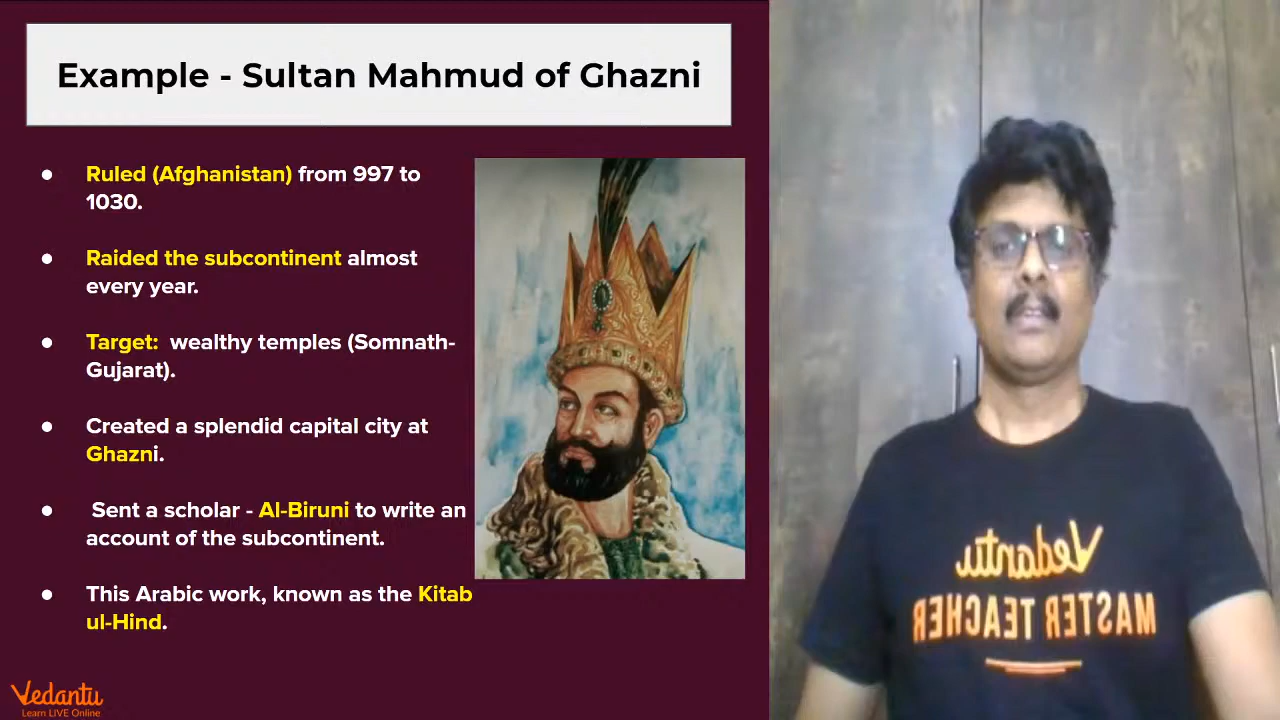 Example - Sultan Mahmud of Ghazni
● Ruled (Afghanistan) from 997 to
1030.
● Raided the subcontinent almost
every year.
● Target: wealthy temples (Somnath-
Gujarat).
● Created a splendid capital city at
Ghazni.
● Sent a scholar - Al-Biruni to write an
account of the subcontinent.
● This Arabic work, known as the Kitab
ul-Hind.
Vedantu
Learn LIVE Online
Vedantu
MASTER TEACHER